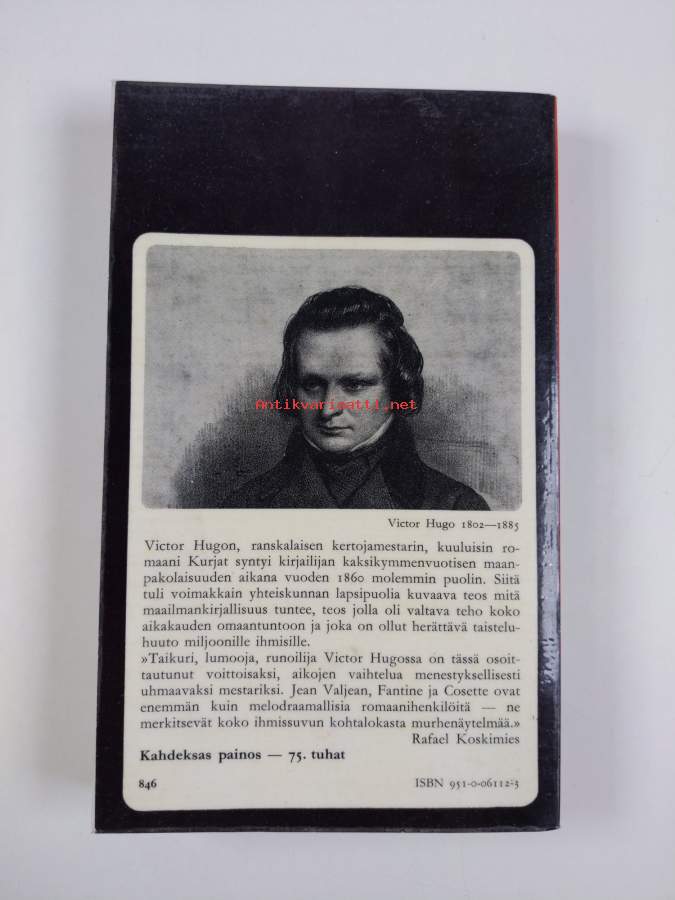 Antikvariaatti.net
Victor Hugo 1802—1885
Victor Hugon, ranskalaisen kertojamestarin, kuuluisin ro-
maani Kurjat syntyi kirjailijan kaksikymmenvuotisen maan-
pakolaisuuden aikana vuoden 1860 molemmin puolin. Siitä
tuli voimakkain yhteiskunnan lapsipuolia kuvaava teos mitä
maailmankirjallisuus tuntee, teos jolla oli valtava teho koko
aikakauden omaantuntoon ja joka on ollut herättävä taistelu-
huuto miljoonille ihmisille.
»Taikuri, lumooja, runoilija Victor Hugossa on tässä osoit-
tautunut voittoisaksi, aikojen vaihtelua menestyksellisesti
uhmaavaksi mestariksi. Jean Valjean, Fantine ja Cosette ovat
enemmän kuin melodraamallisia romaanihenkilöitä — ne
merkitsevät koko ihmissuvun kohtalokasta murhenäytelmää.»
Rafael Koskimies
Kahdeksas painos — 75. tuhat
846 ISBN 951-0-06112-3